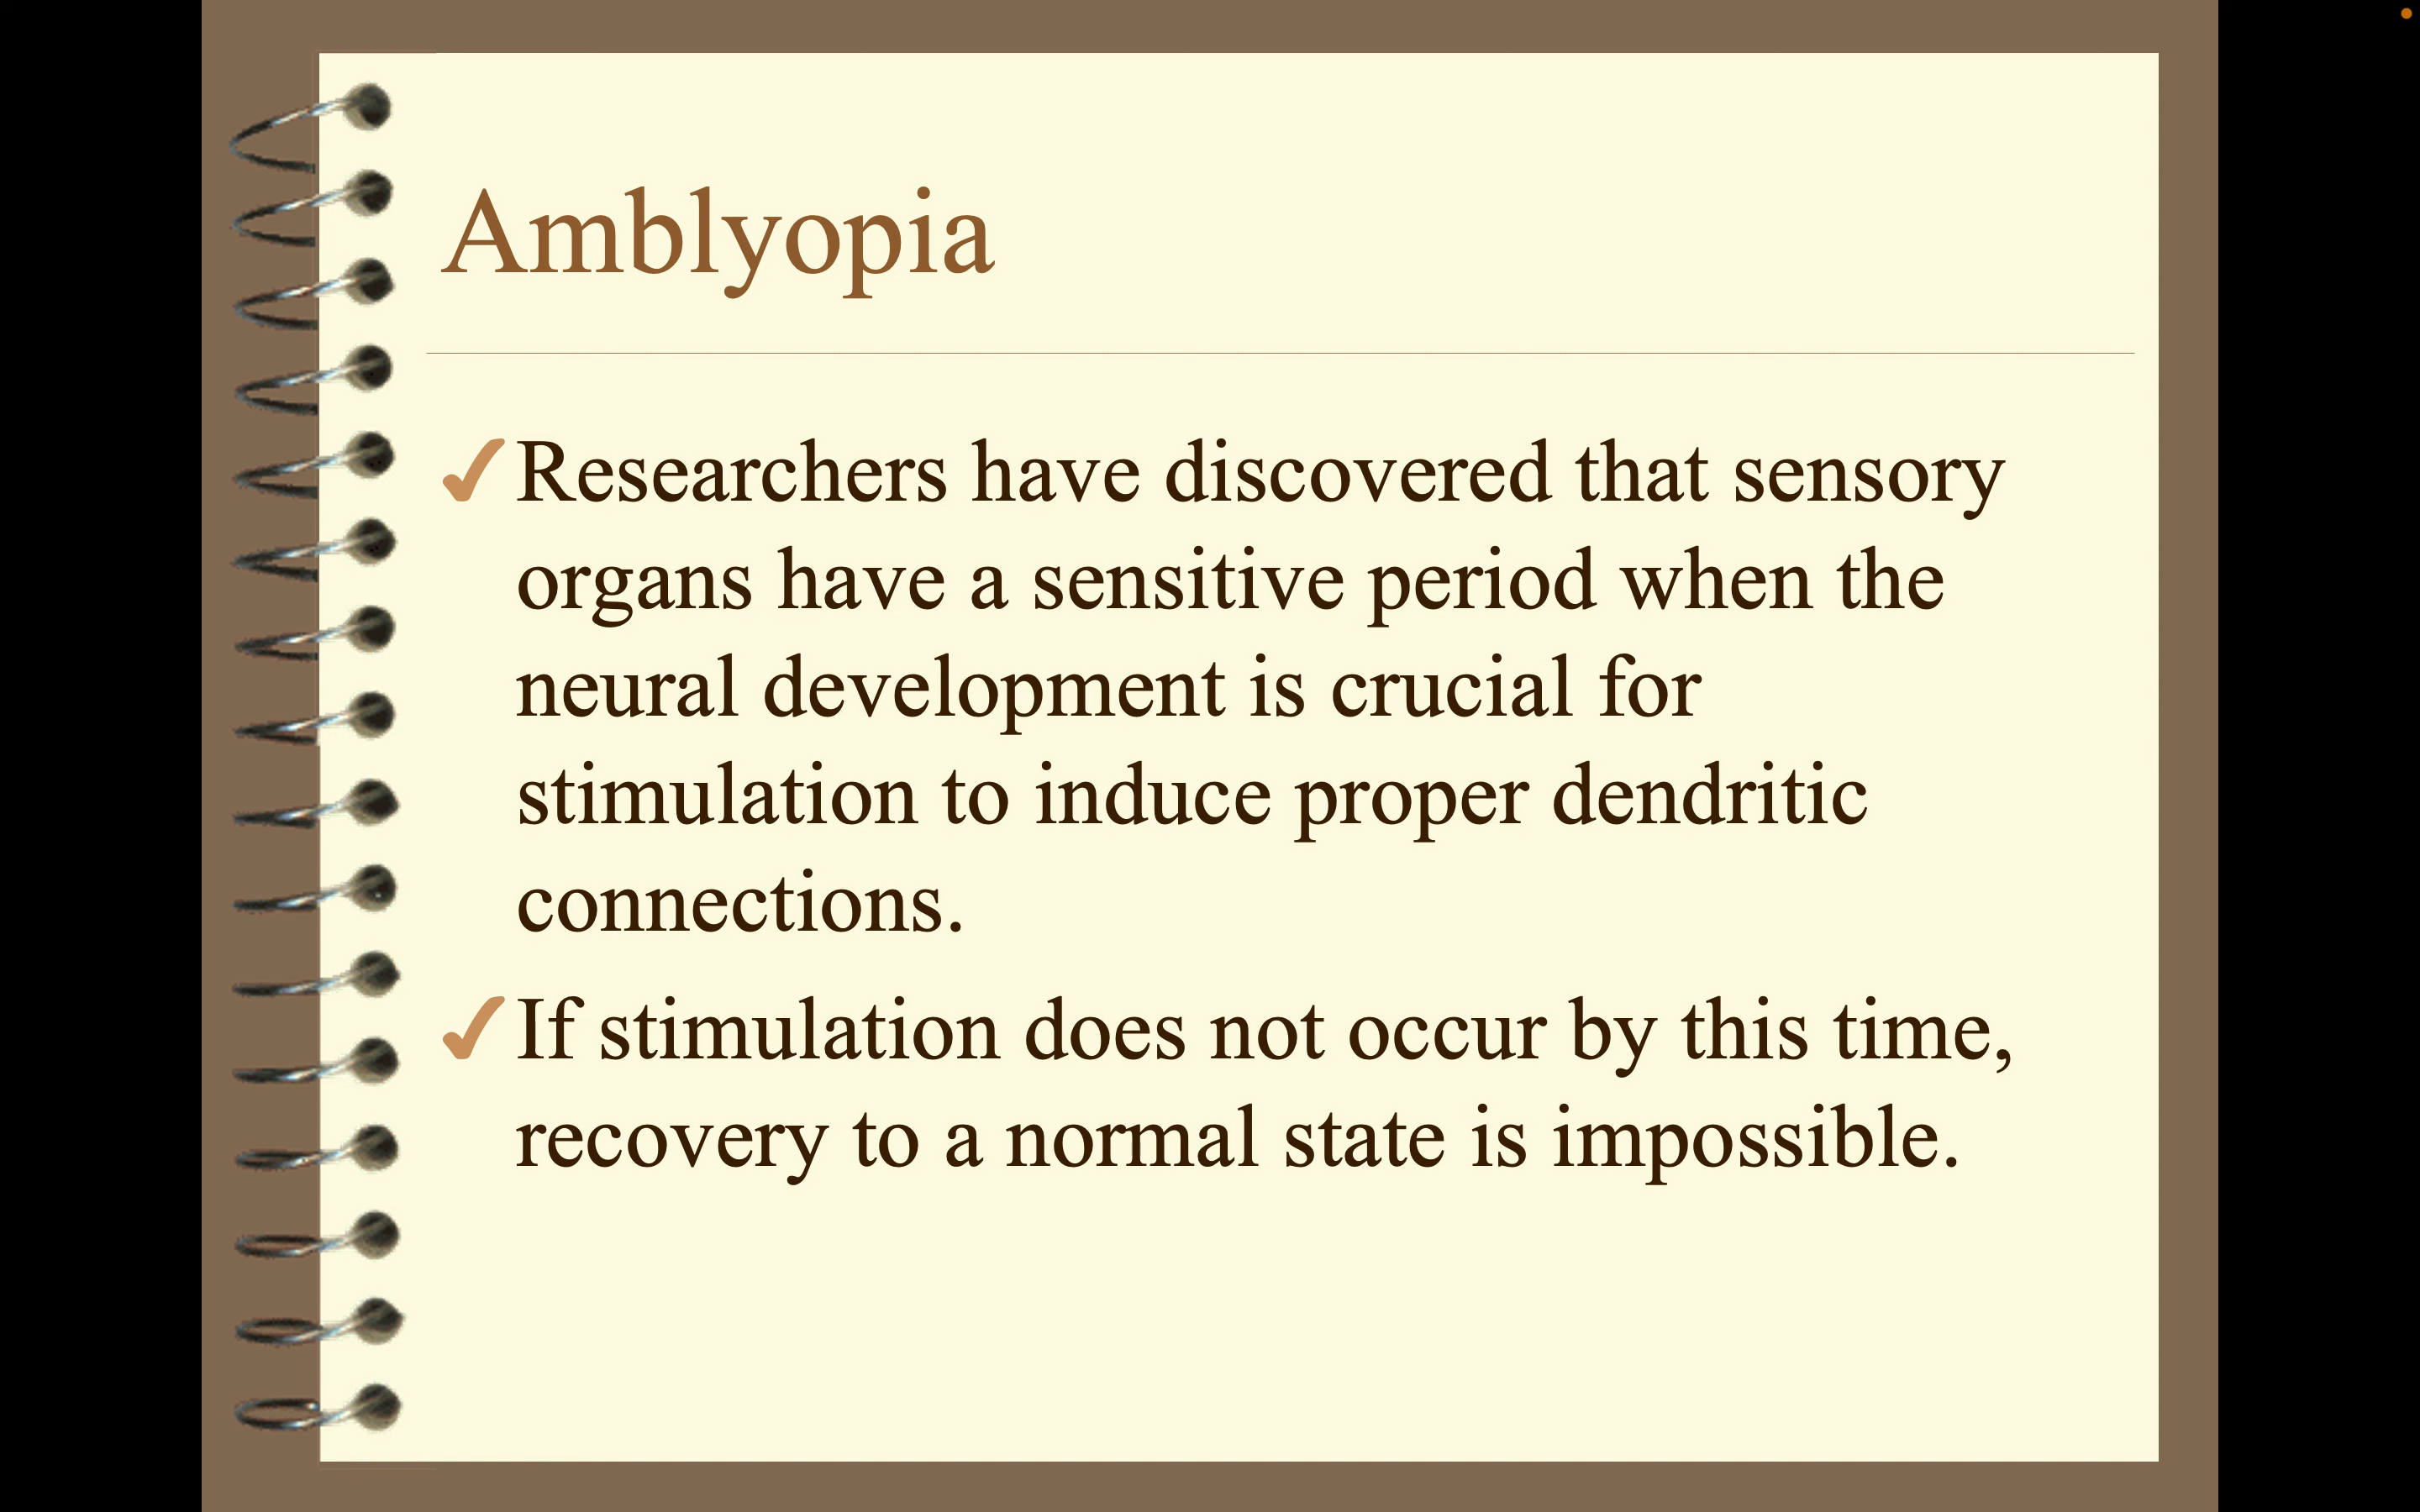 Amblyopia
✓Researchers have discovered that sensory
organs have a sensitive period when the
neural development is crucial for
stimulation to induce proper dendritic
connections.
✓If stimulation does not occur by this time,
recovery to a normal state is impossible.